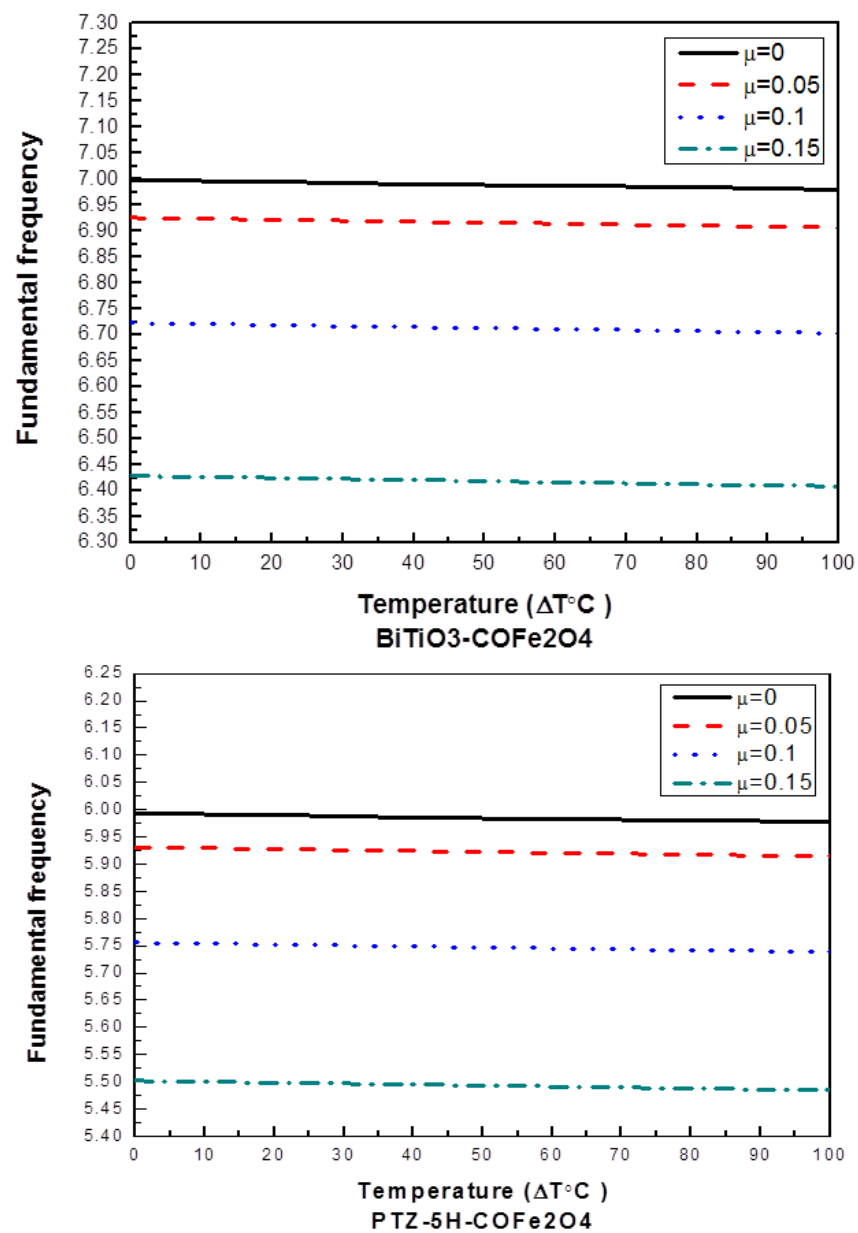 Fundamental frequency
7.30
7.25
7.20
7.15
7.10
7.05
7.00
6.95
6.90
6.85
6.80
6.75
6.70
6.65
6.60
6.55
6.50
6.45
6.40
6.35
6.30
μ=0
μ=0.05
μ=0.1
μ=0.15
0 10 20 30 40 50 60 70 80 90 100
Temperature (ΔT°C )
BiTiO3-COFe2O4
Fundamental frequency
6.25
6.20
6.15
6.10
6.05
6.00
5.95
5.90
5.85
5.80
5.75
5.70
5.65
5.60
5.55
5.50
5.45
5.40
μ=0
μ=0.05
μ=0.1
μ=0.15
0 10 20 30 40 50 60 70 80 90 100
Temperature (ΔT°C )
PTZ-5H-COFe2O4